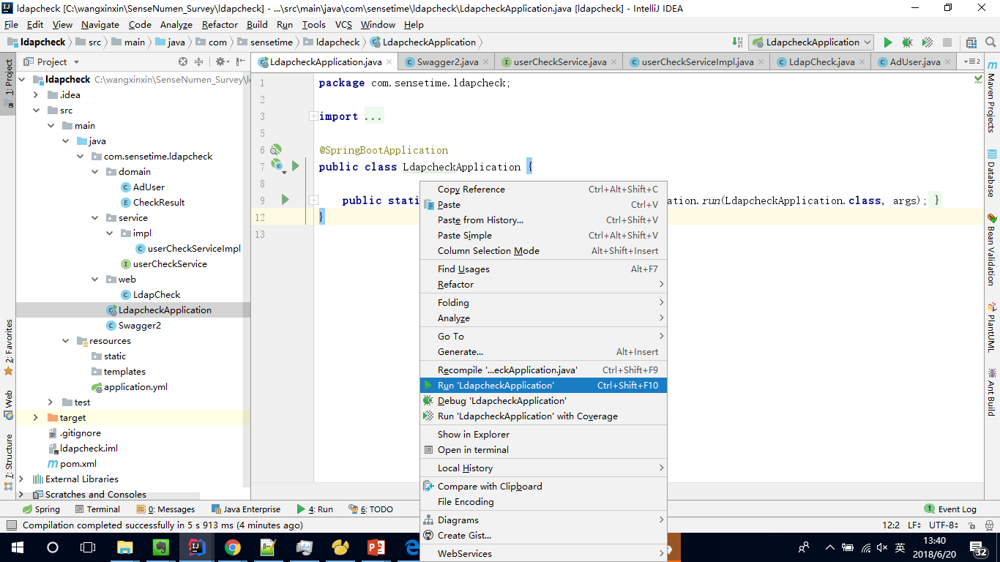 ldapcheck [C:\wangxinxin\SenseNumen_Survey\ldapcheck] - ...\src\main\java\com\sensetime\ldapcheck\LdapcheckApplication.java [ldapcheck] - IntelliJ IDEA
File Edit View Navigate Code Analyze Refactor Build Run Tools VCS Window Help
ldapcheck src main java com sensetime ldapcheck LdapcheckApplication
LdapcheckApplication
Project
LdapcheckApplication.java Swagger2.java userCheckService.java userCheckServiceImpl.java LdapCheck.java AdUser.java 2
1: Project
2: Favorites
Web
7: Structure
ldapcheck C:\wangxinxin\SenseNumen_Survey\l
.idea
src
main
java
com.sensetime.ldapcheck
domain
AdUser
CheckResult
service
impl
userCheckServiceImpl
userCheckService
web
LdapCheck
LdapcheckApplication
Swagger2
resources
static
templates
application.yml
test
target
.gitignore
ldapcheck.iml
pom.xml
External Libraries
Scratches and Consoles
1 package com.sensetime.ldapcheck;
2
3 import ...
5
6 @SpringBootApplication
7 public class LdapcheckApplication {
8
9 public stati cation.run(LdapcheckApplication.class, args); }
12 }
13
Copy Reference Ctrl+Alt+Shift+C
Paste Ctrl+V
Paste from History... Ctrl+Shift+V
Paste Simple Ctrl+Alt+Shift+V
Column Selection Mode Alt+Shift+Insert
Find Usages Alt+F7
Refactor
Folding
Analyze
Go To
Generate... Alt+Insert
Recompile '...eckApplication.java' Ctrl+Shift+F9
Run 'LdapcheckApplication' Ctrl+Shift+F10
Debug 'LdapcheckApplication'
Run 'LdapcheckApplication' with Coverage
Show in Explorer
Open in terminal
Local History
Compare with Clipboard
File Encoding
Diagrams
Create Gist...
WebServices
Maven Projects
Database
Bean Validation
PlantUML
Ant Build
Spring Terminal 0: Messages Java Enterprise 4: Run 6: TODO 1 Event Log
Compilation completed successfully in 5 s 913 ms (4 minutes ago) 12:2 LF UTF-8
英 13:40
2018/6/20 32